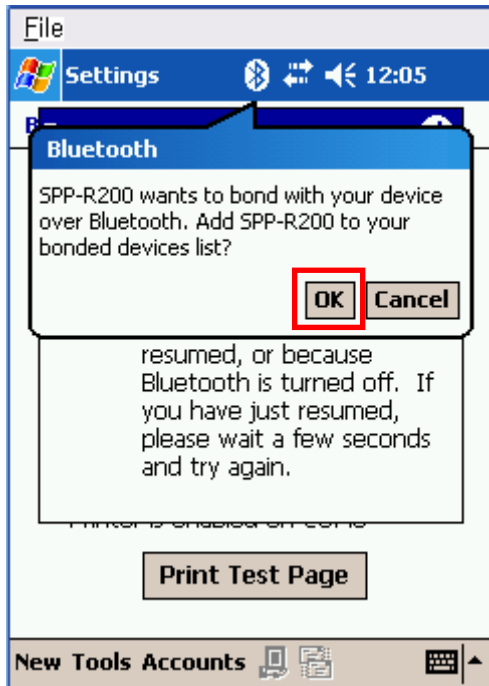 File
Settings 12:05
Bluetooth
SPP-R200 wants to bond with your device
over Bluetooth. Add SPP-R200 to your
bonded devices list?
OK Cancel
resumed, or because
Bluetooth is turned off. If
you have just resumed,
please wait a few seconds
and try again.
Print Test Page
New Tools Accounts